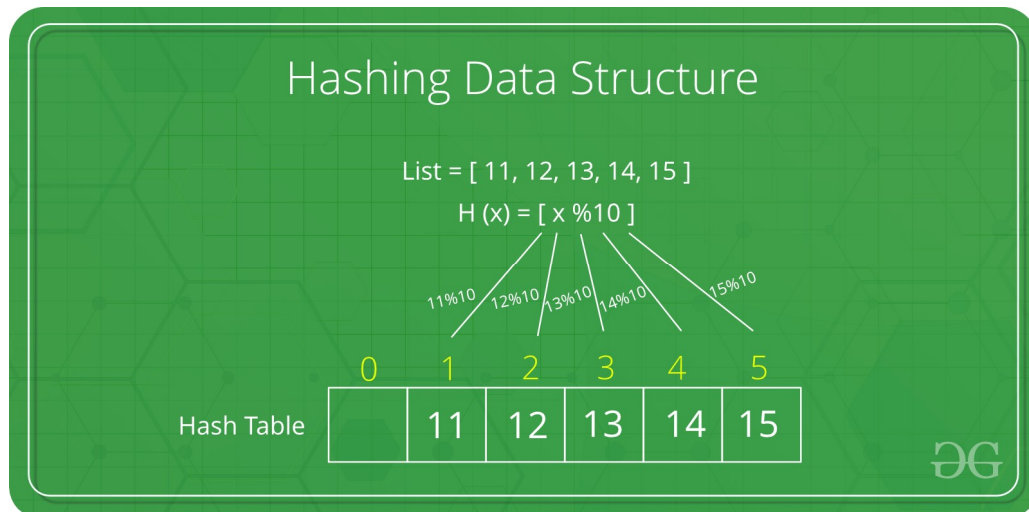 Hashing Data Structure
List = [ 11, 12, 13, 14, 15 ]
H (x) = [ x %10 ]
11%10 12%10 13%10 14%10 15%10
0 1 2 3 4 5
Hash Table 11 12 13 14 15
GG